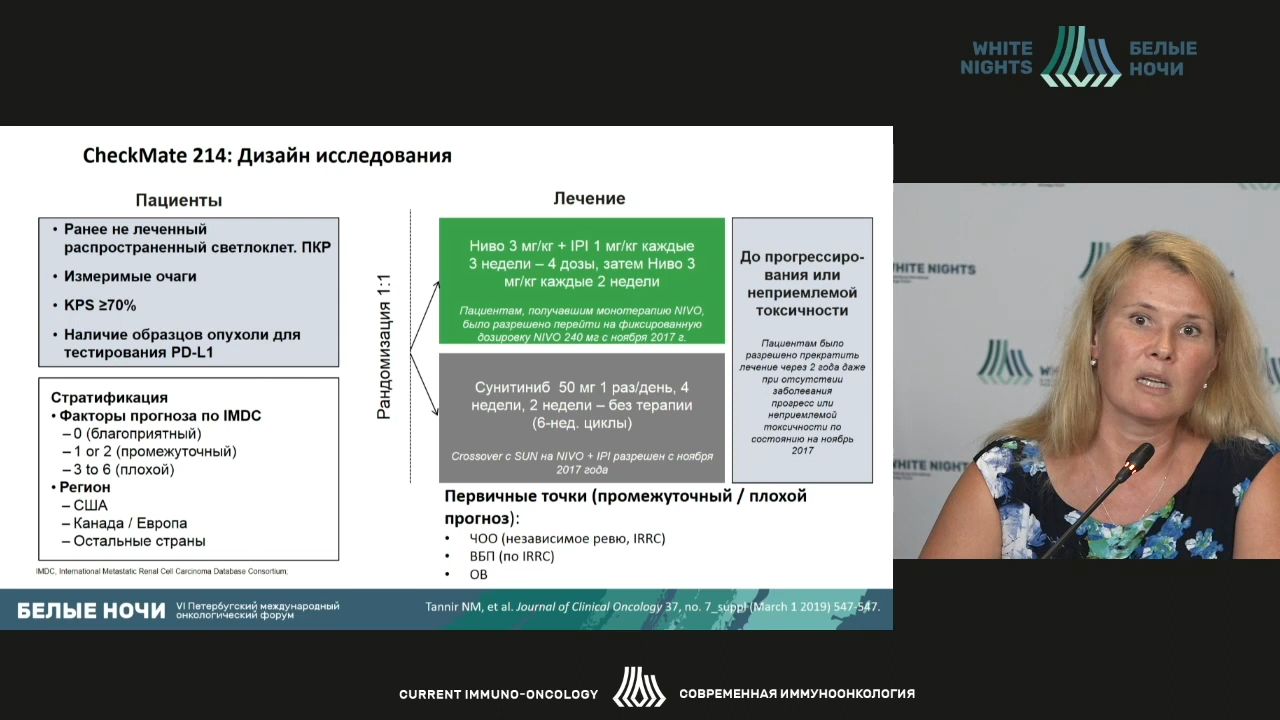 WHITE
NIGHTS
БЕЛЫЕ
НОЧИ
CheckMate 214: Дизайн исследования
Пациенты
• Ранее не леченный
распространенный светлоклет. ПКР
• Измеримые очаги
• KPS ≥70%
• Наличие образцов опухоли для
тестирования PD-L1
Стратификация
• Факторы прогноза по IMDC
– 0 (благоприятный)
– 1 or 2 (промежуточный)
– 3 to 6 (плохой)
• Регион
– США
– Канада / Европа
– Остальные страны
IMDC, International Metastatic Renal Cell Carcinoma Database Consortium;
Рандомизация 1:1
Лечение
Ниво 3 мг/кг + IPI 1 мг/кг каждые
3 недели – 4 дозы, затем Ниво 3
мг/кг каждые 2 недели
Пациентам, получавшим монотерапию NIVO,
было разрешено перейти на фиксированную
дозировку NIVO 240 мг с ноября 2017 г.
Сунитиниб 50 мг 1 раз/день, 4
недели, 2 недели – без терапии
(6-нед. циклы)
Crossover с SUN на NIVO + IPI разрешен с ноября
2017 года
До прогрессиро-
вания или
неприемлемой
токсичности
Пациентам было
разрешено прекратить
лечение через 2 года даже
при отсутствии
заболевания
прогресс или
неприемлемой
токсичности по
состоянию на ноябрь
2017
Первичные точки (промежуточный / плохой
прогноз):
• ЧОО (независимое ревю, IRRC)
• ВБП (по IRRC)
• ОВ
БЕЛЫЕ НОЧИ
VI Петербугский международный
онкологический форум
Tannir NM, et al. Journal of Clinical Oncology 37, no. 7_suppl (March 1 2019) 547-547.
WHITE NIGHTS
WHITE NIGHTS
CURRENT IMMUNO-ONCOLOGY
СОВРЕМЕННАЯ ИММУНООНКОЛОГИЯ